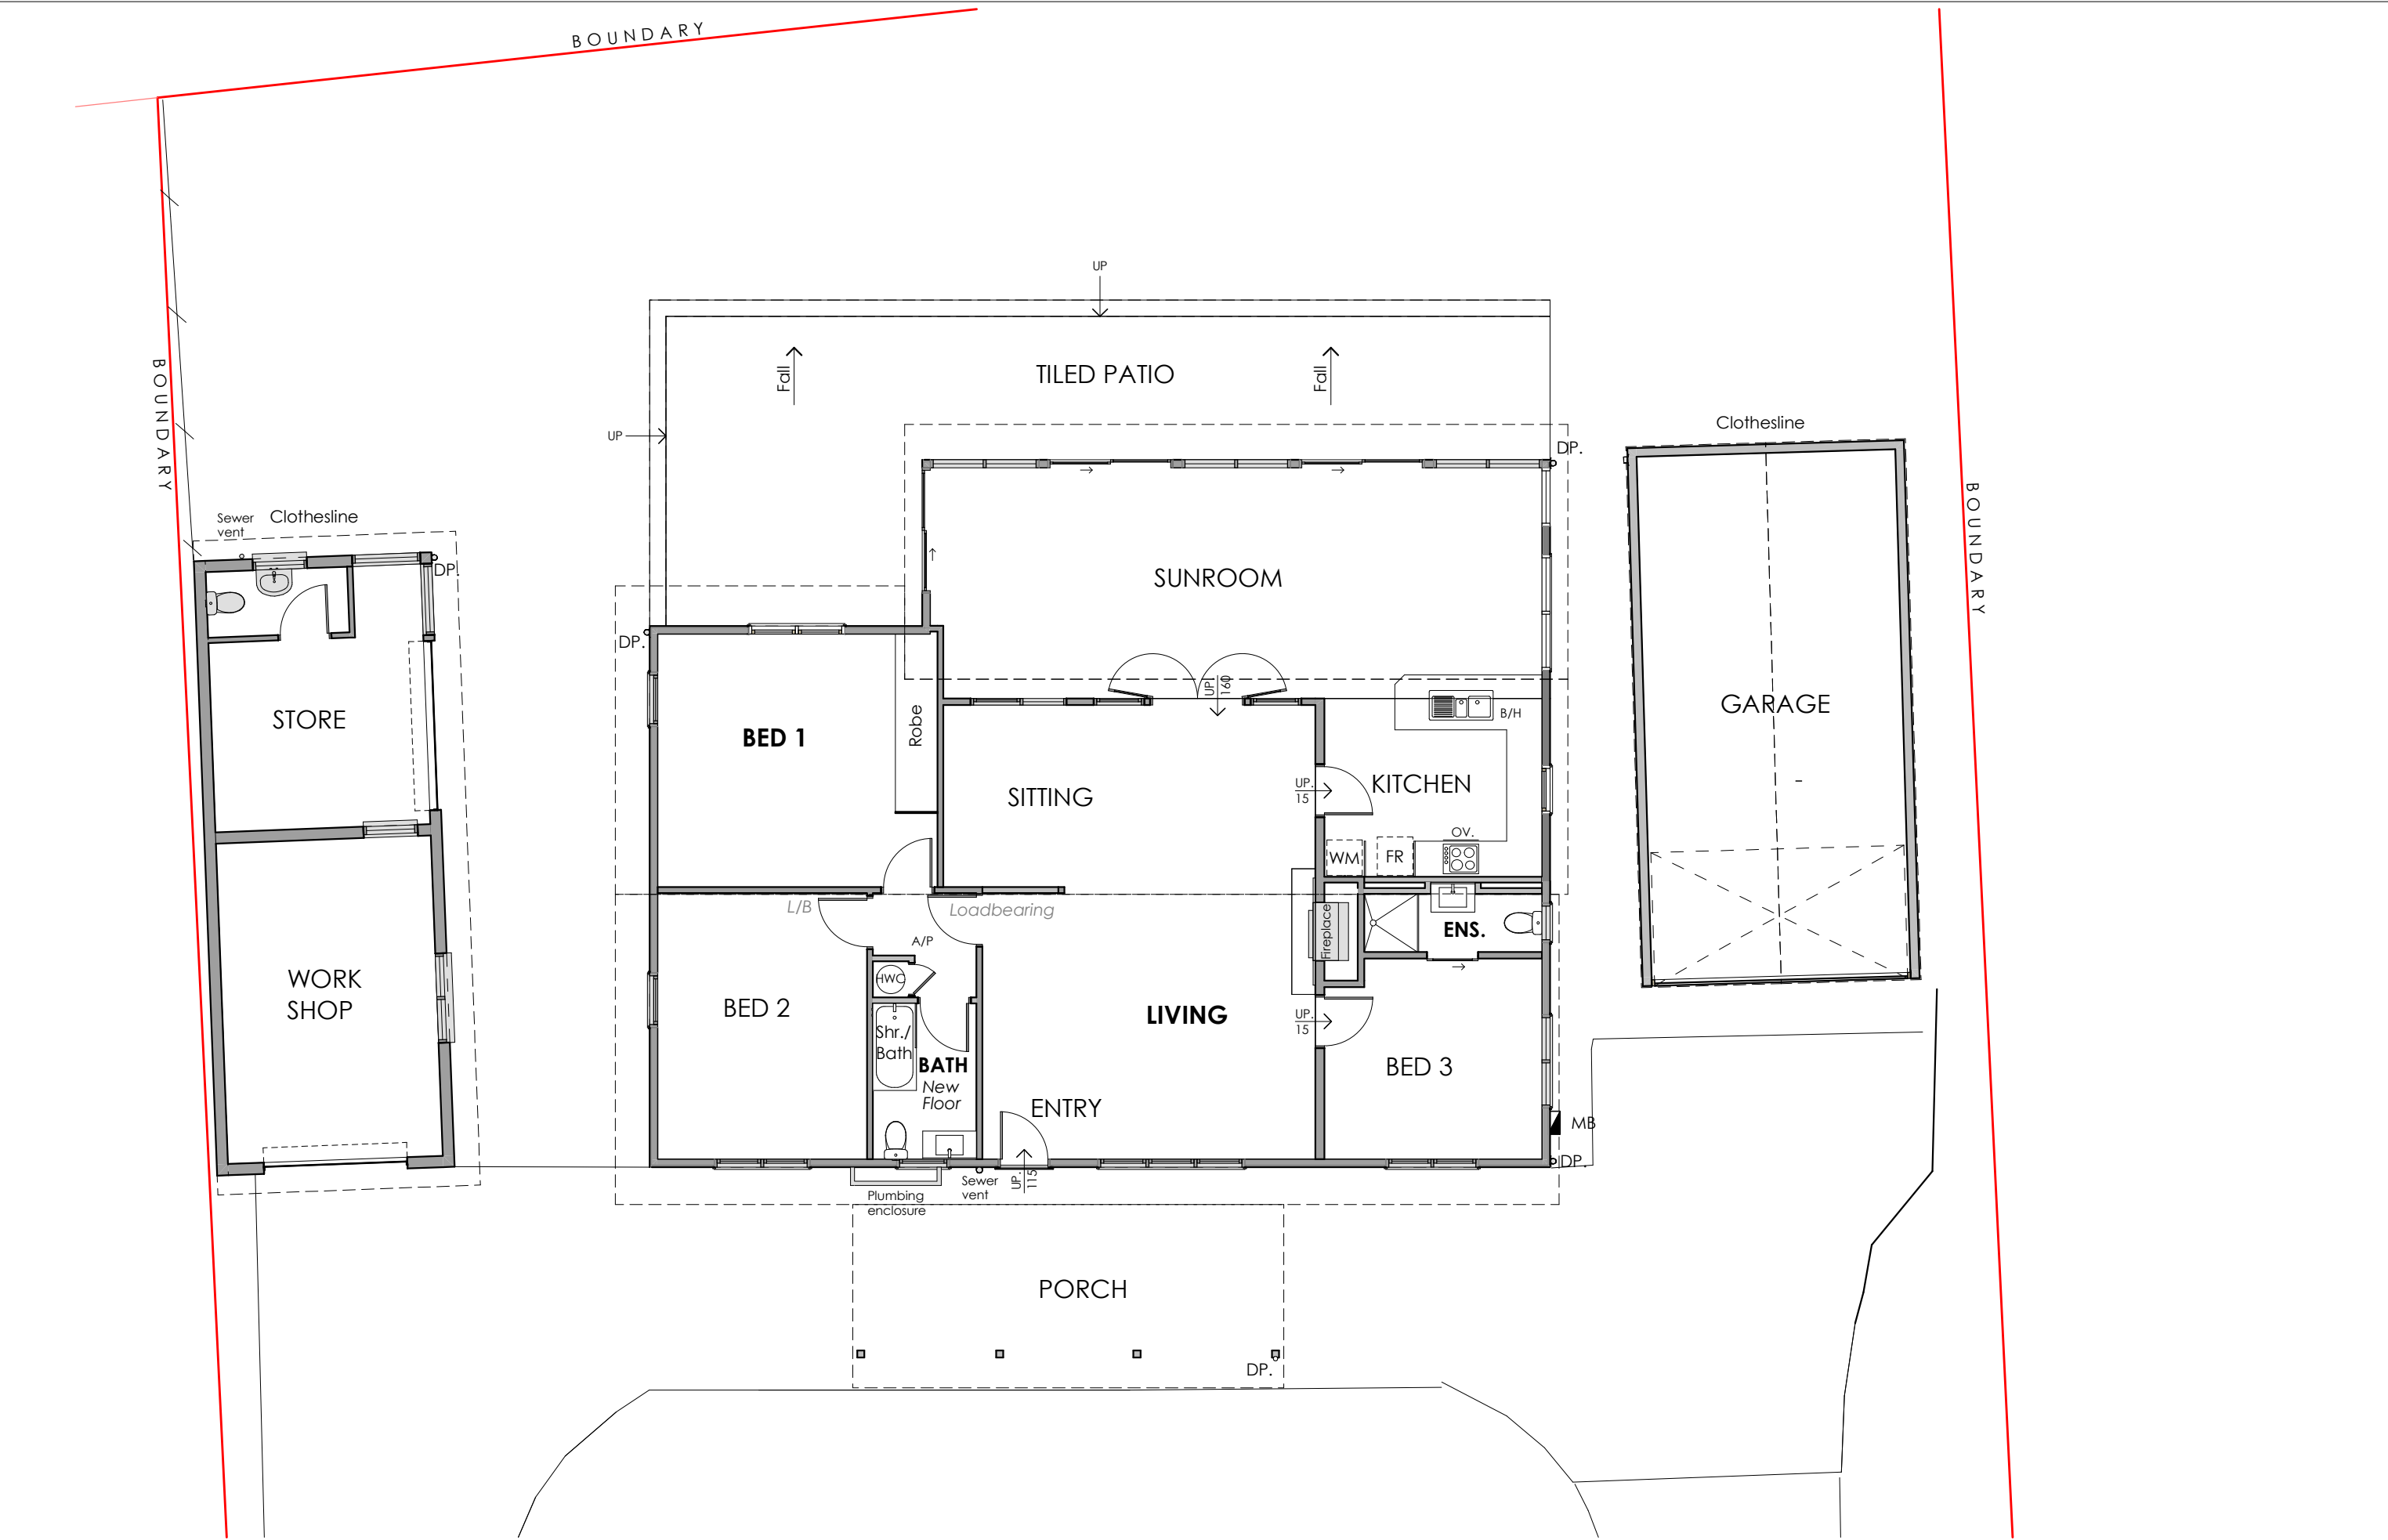 BOUNDARY
UP
BOUNDARY
TILED PATIO
Fall
Fall
UP
Clothesline
DP.
BOUNDARY
Sewer
vent
Clothesline
DP.
SUNROOM
DP.
UP.
160
STORE
BED 1
Robe
B/H
GARAGE
SITTING
UP.
15
KITCHEN
OV.
WM
FR
L/B
Loadbearing
A/P
Fireplace
ENS.
WORK
SHOP
HWC
BED 2
LIVING
UP.
15
Shr./
Bath
BATH
New
Floor
BED 3
ENTRY
MB
DP.
UP.
115
Sewer
vent
Plumbing
enclosure
PORCH
DP.